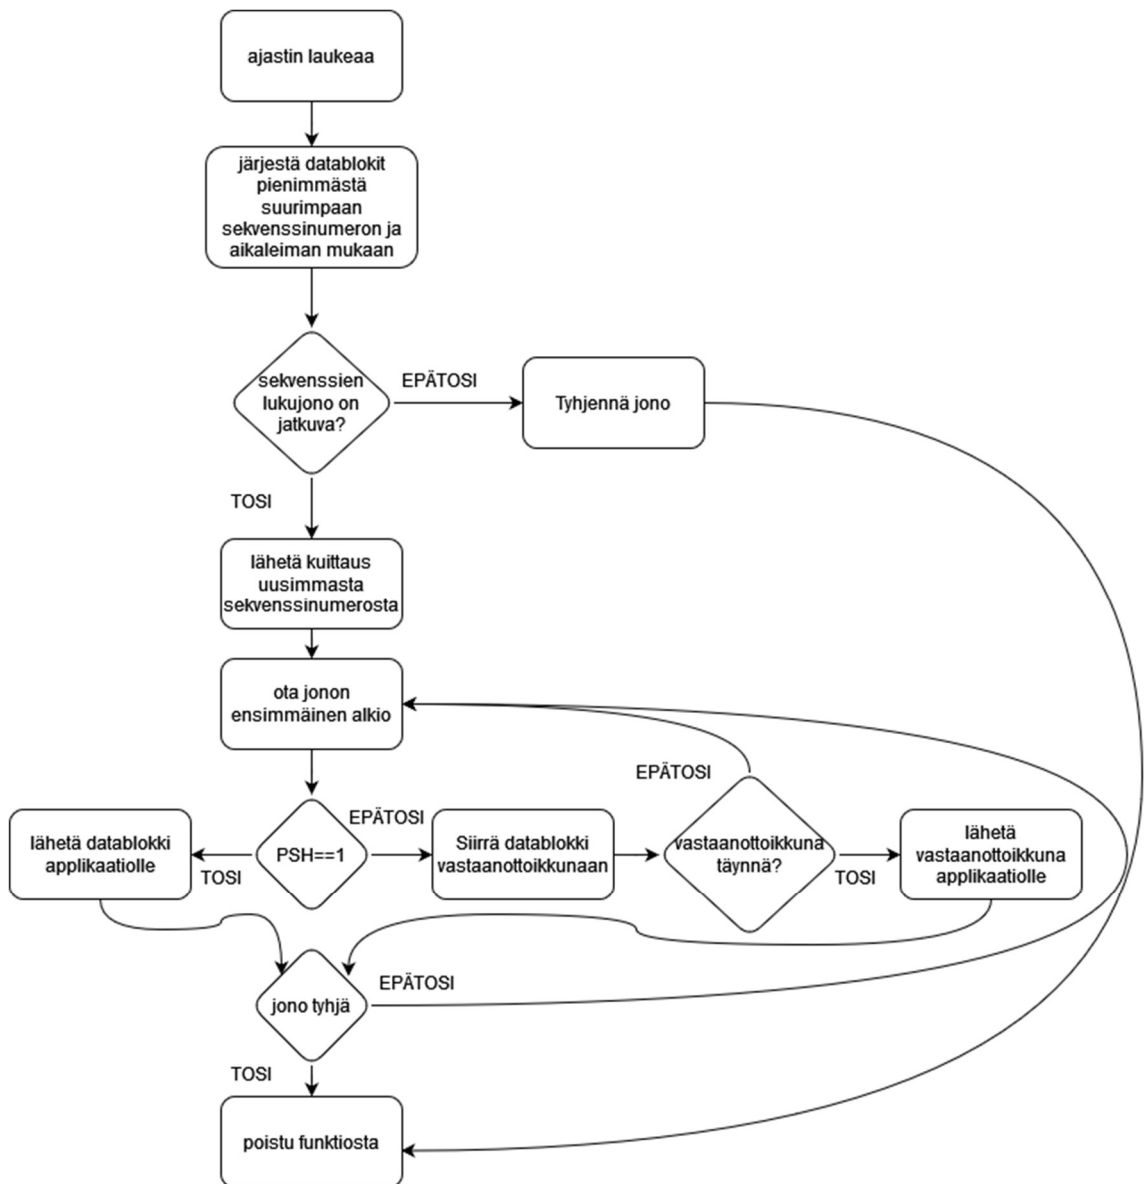 ajastin laukeaa
järjestä datablokit
pienimmästä
suurimpaan
sekvenssinumeron ja
aikaleiman mukaan
sekvenssien
lukujono on
jatkuva?
EPÄTOSI
Tyhjennä jono
TOSI
lähetä kuittaus
uusimmasta
sekvenssinumerosta
ota jonon
ensimmäinen alkio
PSH==1
TOSI
lähetä datablokki
applikaatiolle
EPÄTOSI
Siirrä datablokki
vastaanottoikkunaan
vastaanottoikkuna
täynnä?
EPÄTOSI
TOSI
lähetä
vastaanottoikkuna
applikaatiolle
jono tyhjä
EPÄTOSI
TOSI
poistu funktiosta